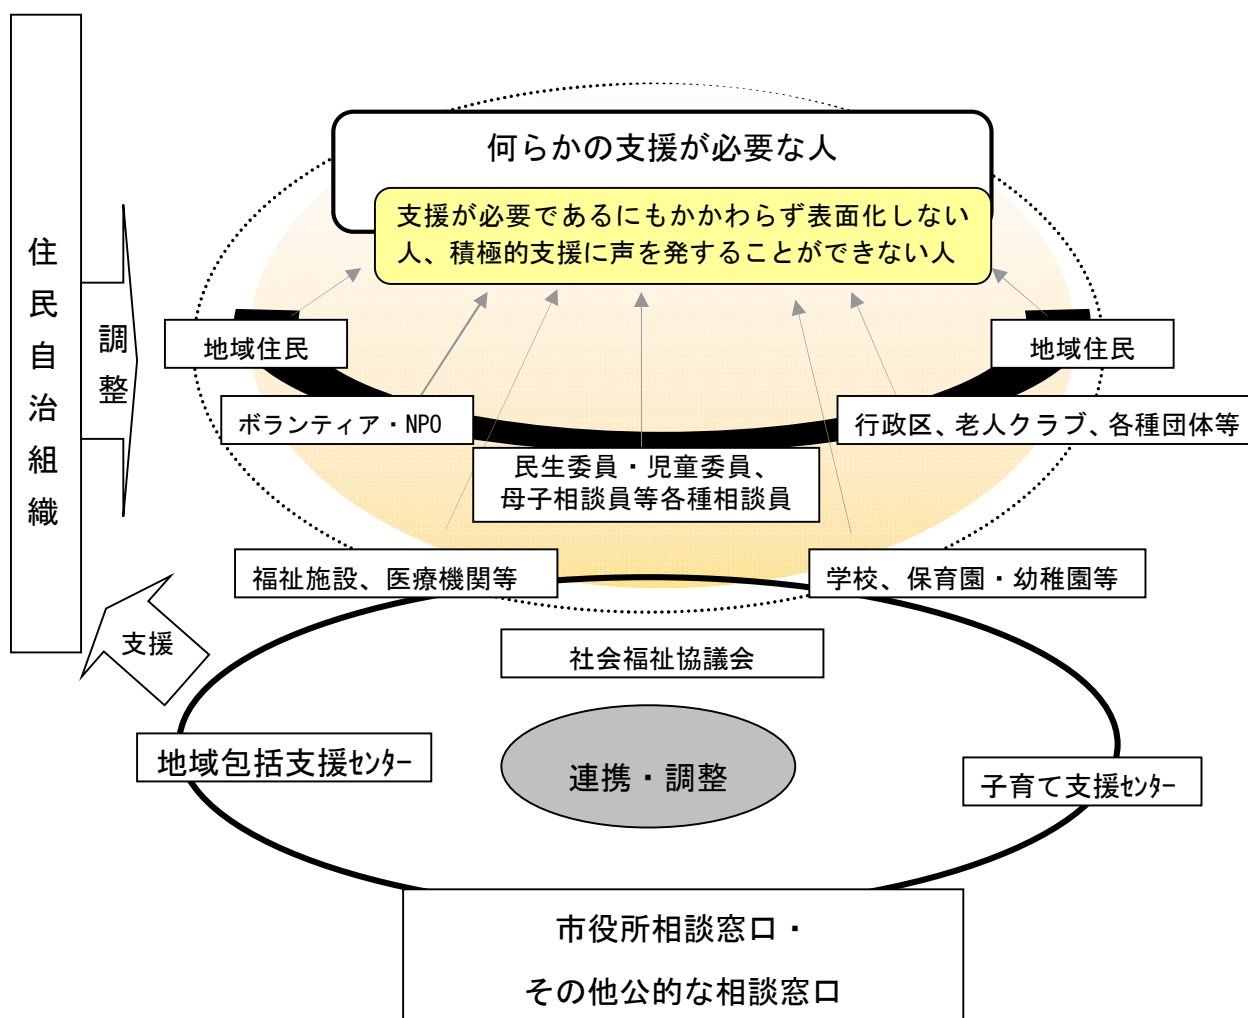 住民自治組織
調整
何らかの支援が必要な人
支援が必要であるにもかかわらず表面化しない
人、積極的支援に声を発することができない人
地域住民
地域住民
ボランティア・NPO
行政区、老人クラブ、各種団体等
民生委員・児童委員、
母子相談員等各種相談員
福祉施設、医療機関等
学校、保育園・幼稚園等
支援
社会福祉協議会
地域包括支援ｾﾝﾀｰ
連携・調整
子育て支援ｾﾝﾀｰ
市役所相談窓口・
その他公的な相談窓口